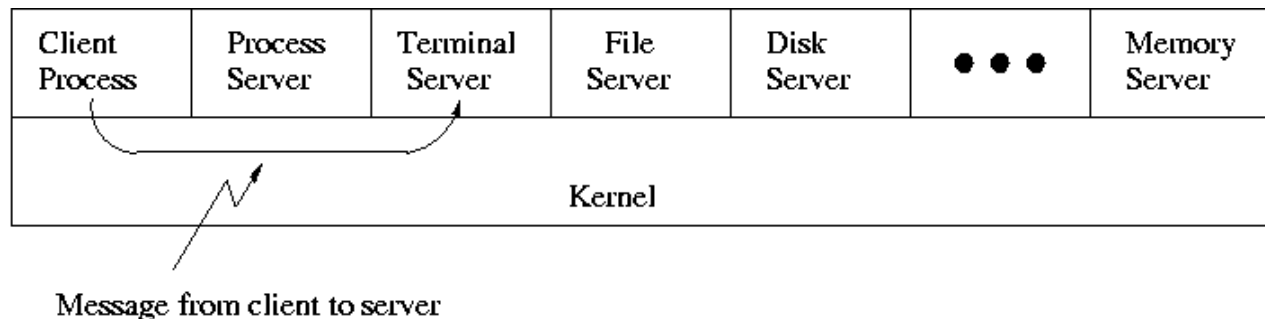 Client
Process
Process
Server
Terminal
Server
File
Server
Disk
Server
Memory
Server
Kernel
Message from client to server